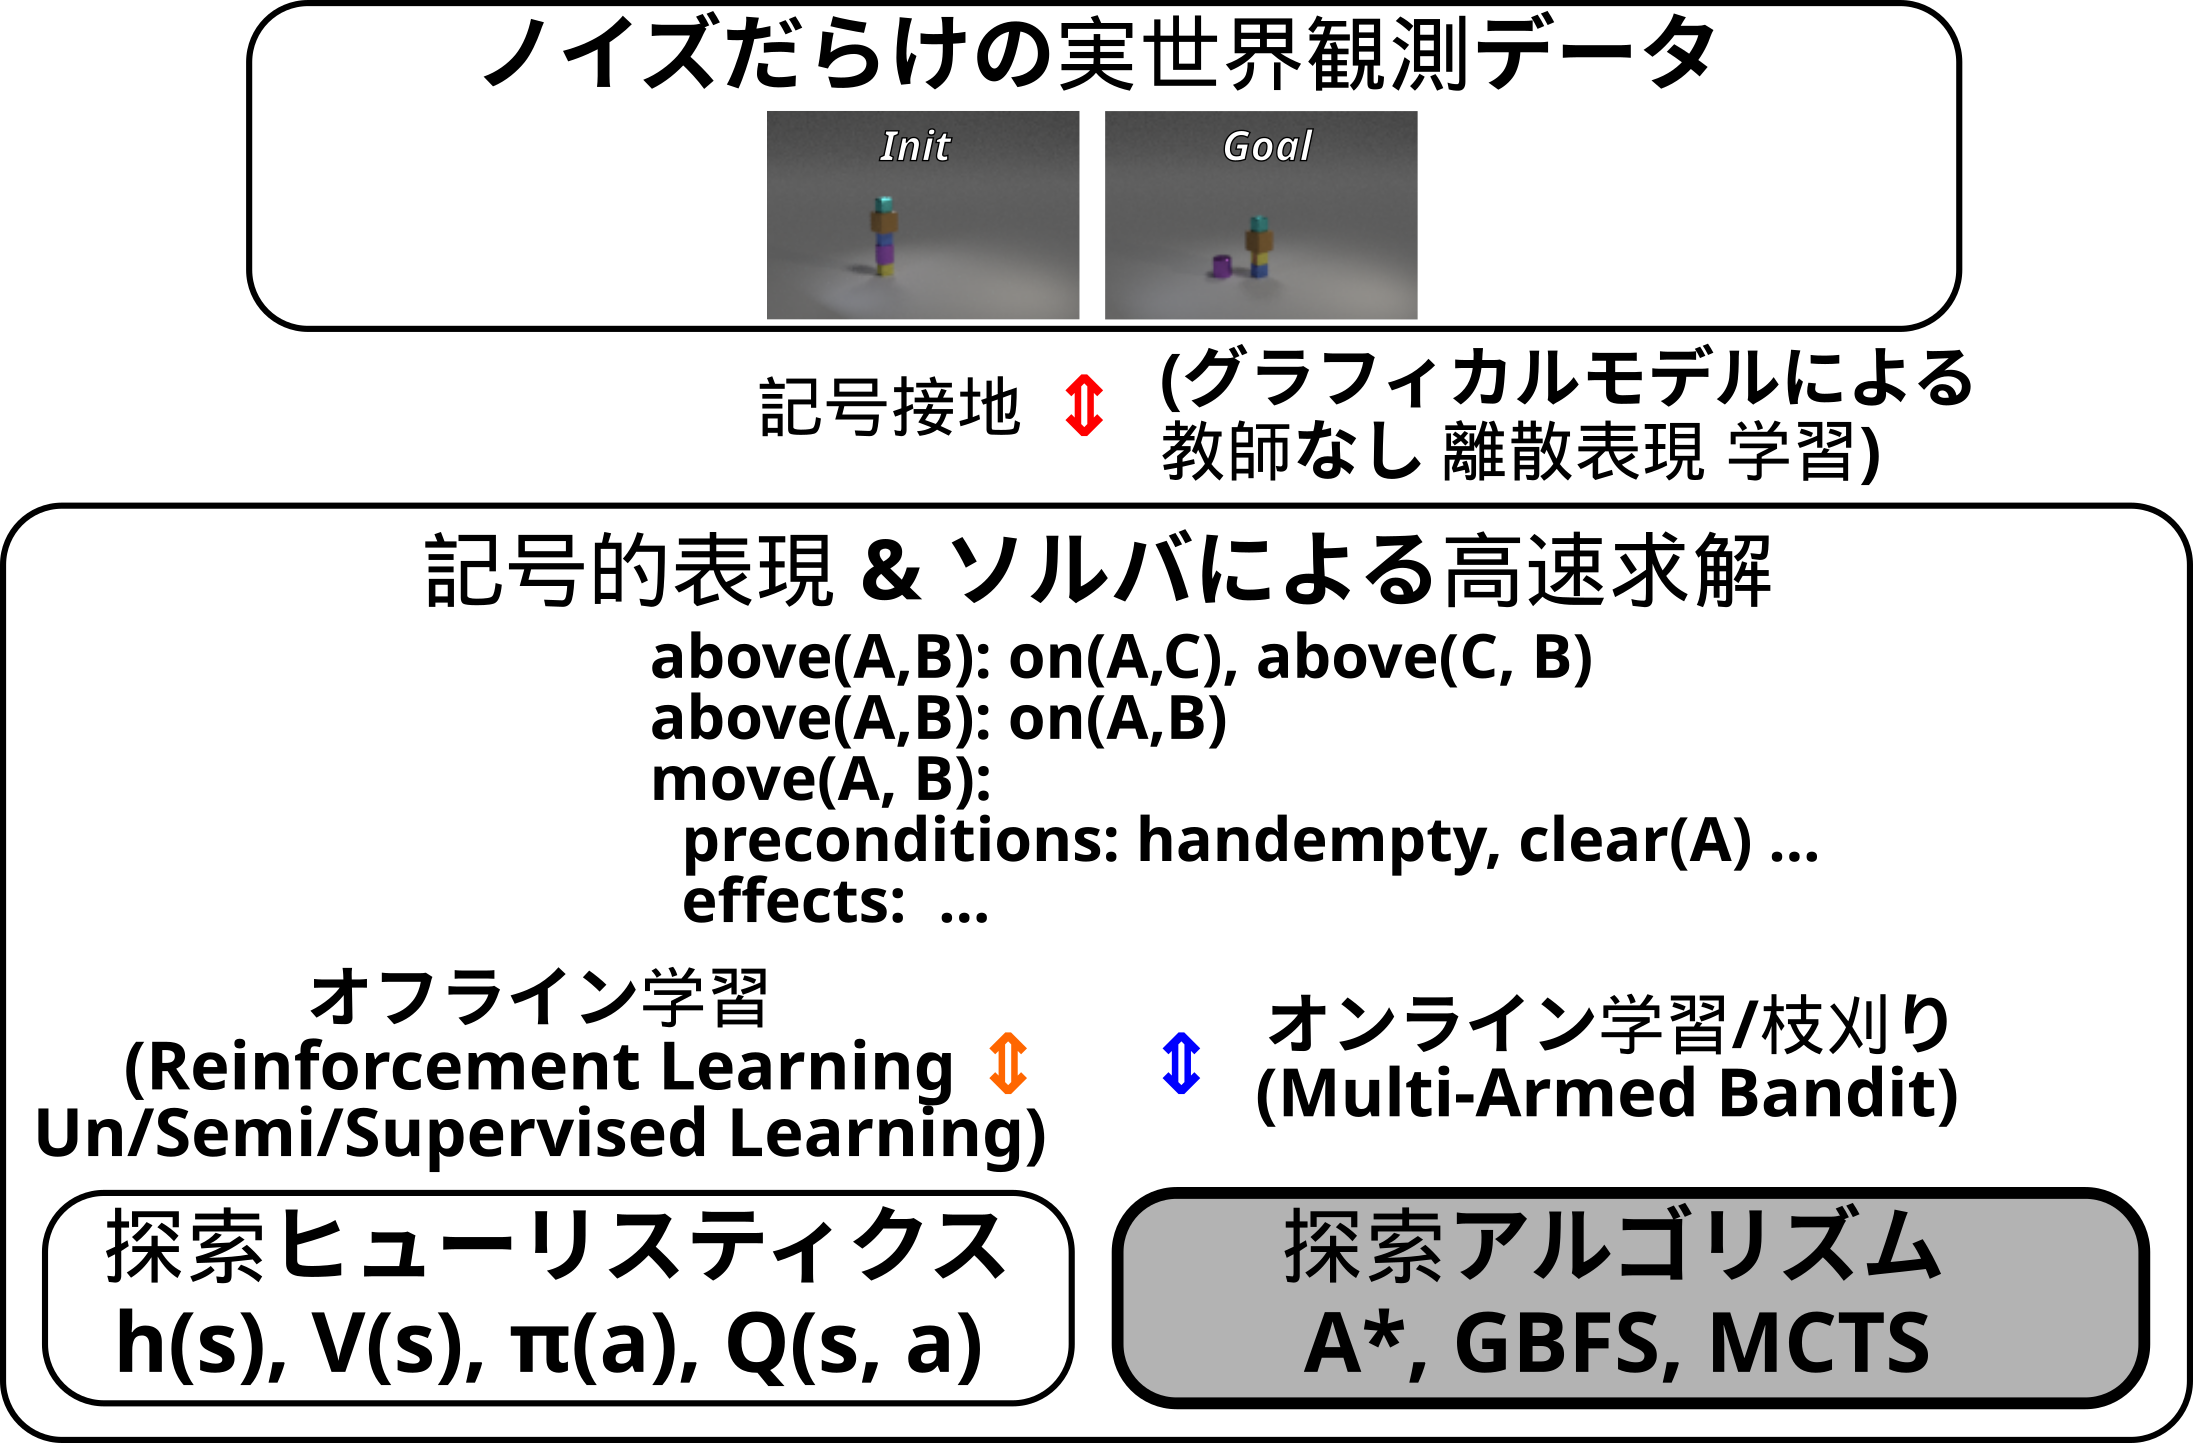 ノイズだらけの実世界観測データ
Init
Goal
記号接地 ⇕
(グラフィカルモデルによる
教師なし 離散表現 学習)
記号的表現 & ソルバによる高速求解
above(A,B): on(A,C), above(C, B)
above(A,B): on(A,B)
move(A, B):
preconditions: handempty, clear(A) ...
effects: ...
オフライン学習
(Reinforcement Learning ⇕
Un/Semi/Supervised Learning)
⇕ オンライン学習/枝刈り
(Multi-Armed Bandit)
探索ヒューリスティクス
h(s), V(s), π(a), Q(s, a)
探索アルゴリズム
A*, GBFS, MCTS